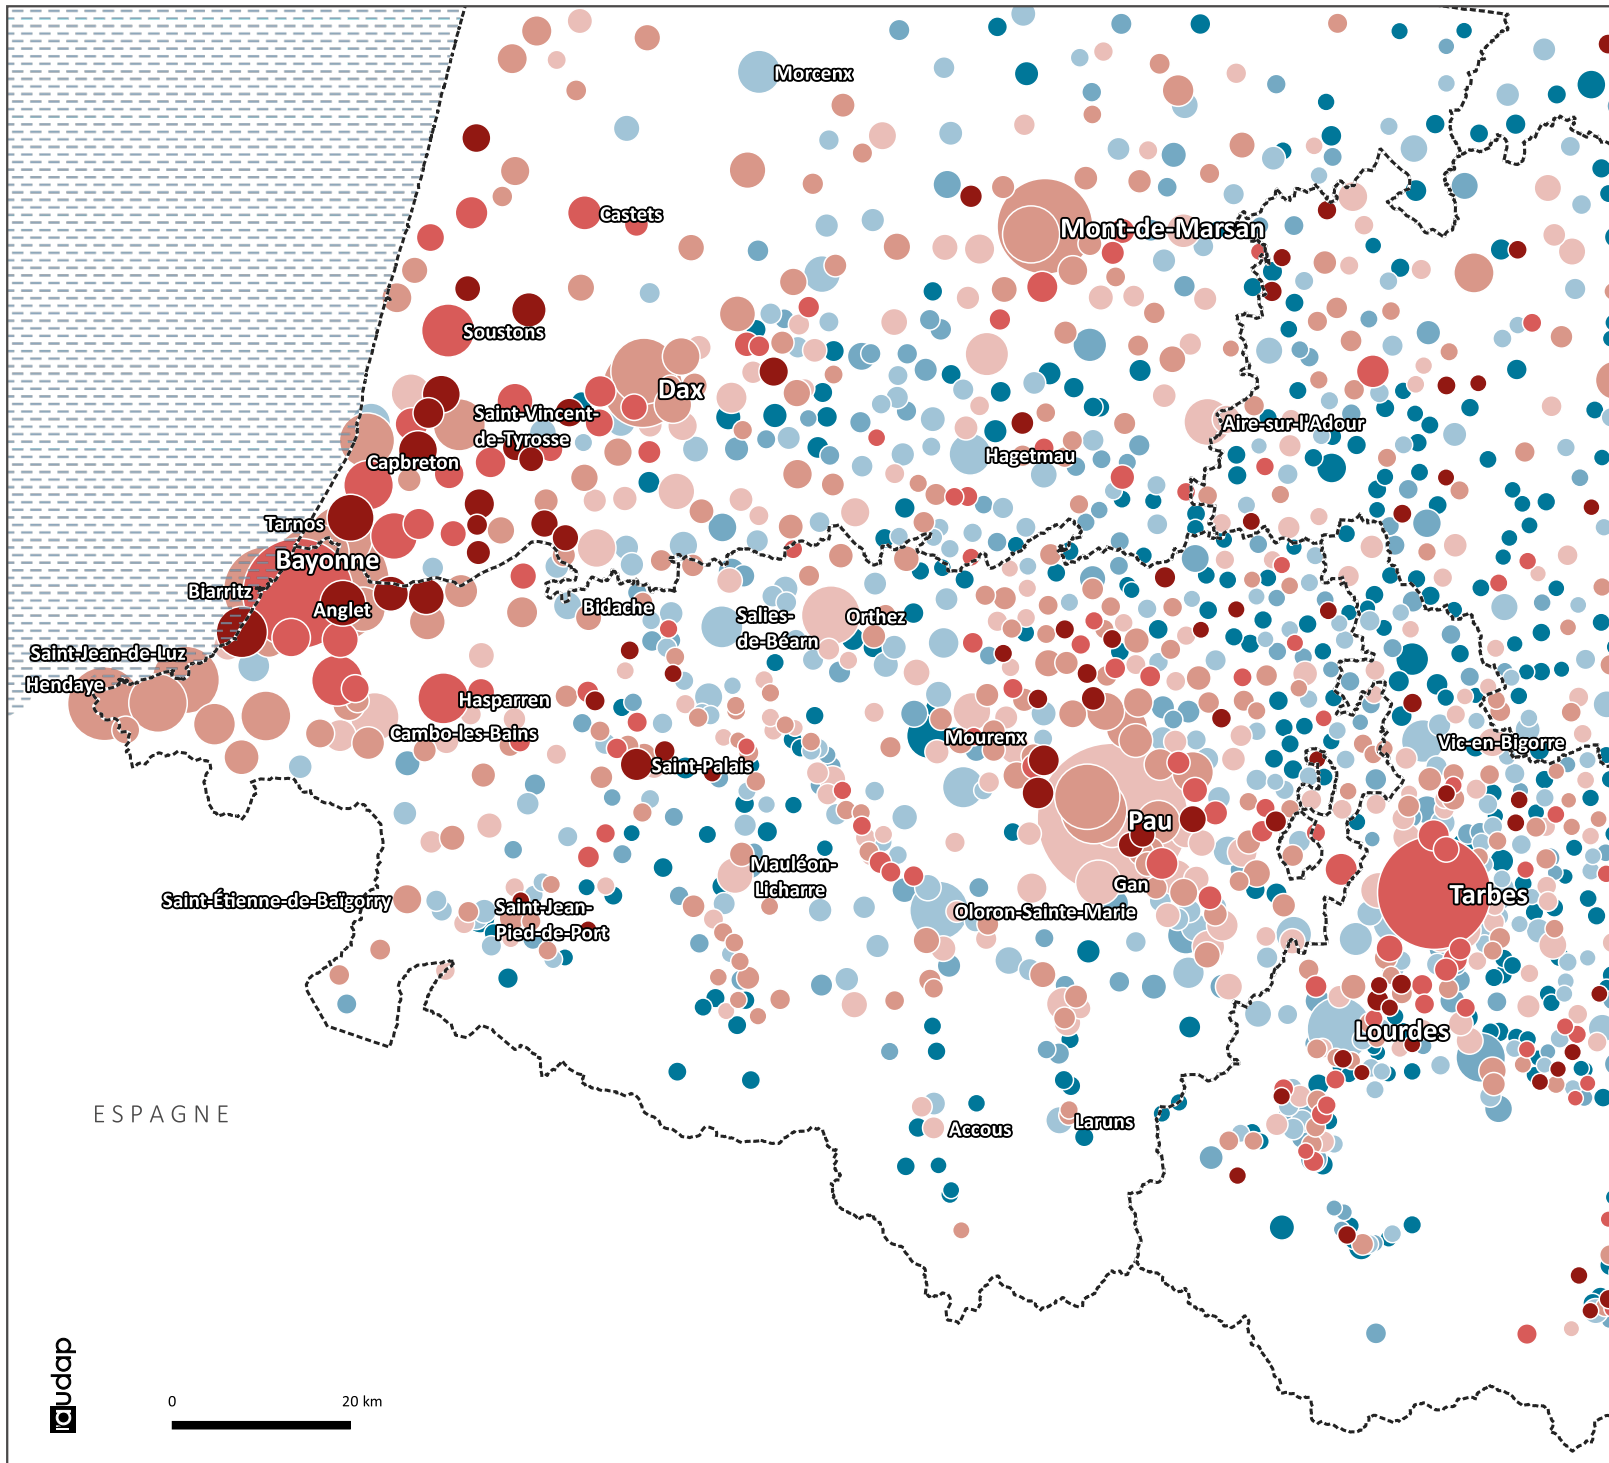 Morcenx
Castets
Mont-de-Marsan
Soustons
Dax
Saint-Vincent-
de-Tyrosse
Aire-sur-l'Adour
Capbreton
Hagetmau
Tarnos
Bayonne
Biarritz
Anglet
Bidache
Salies-
de-Béarn
Orthez
Saint-Jean-de-Luz
Hendaye
Hasparren
Cambo-les-Bains
Mourenx
Vic-en-Bigorre
Saint-Palais
Pau
Mauléon-
Licharre
Gan
Tarbes
Saint-Étienne-de-Baïgorry
Saint-Jean-
Pied-de-Port
Oloron-Sainte-Marie
Lourdes
ESPAGNE
Accous
Laruns
audap
0 20 km